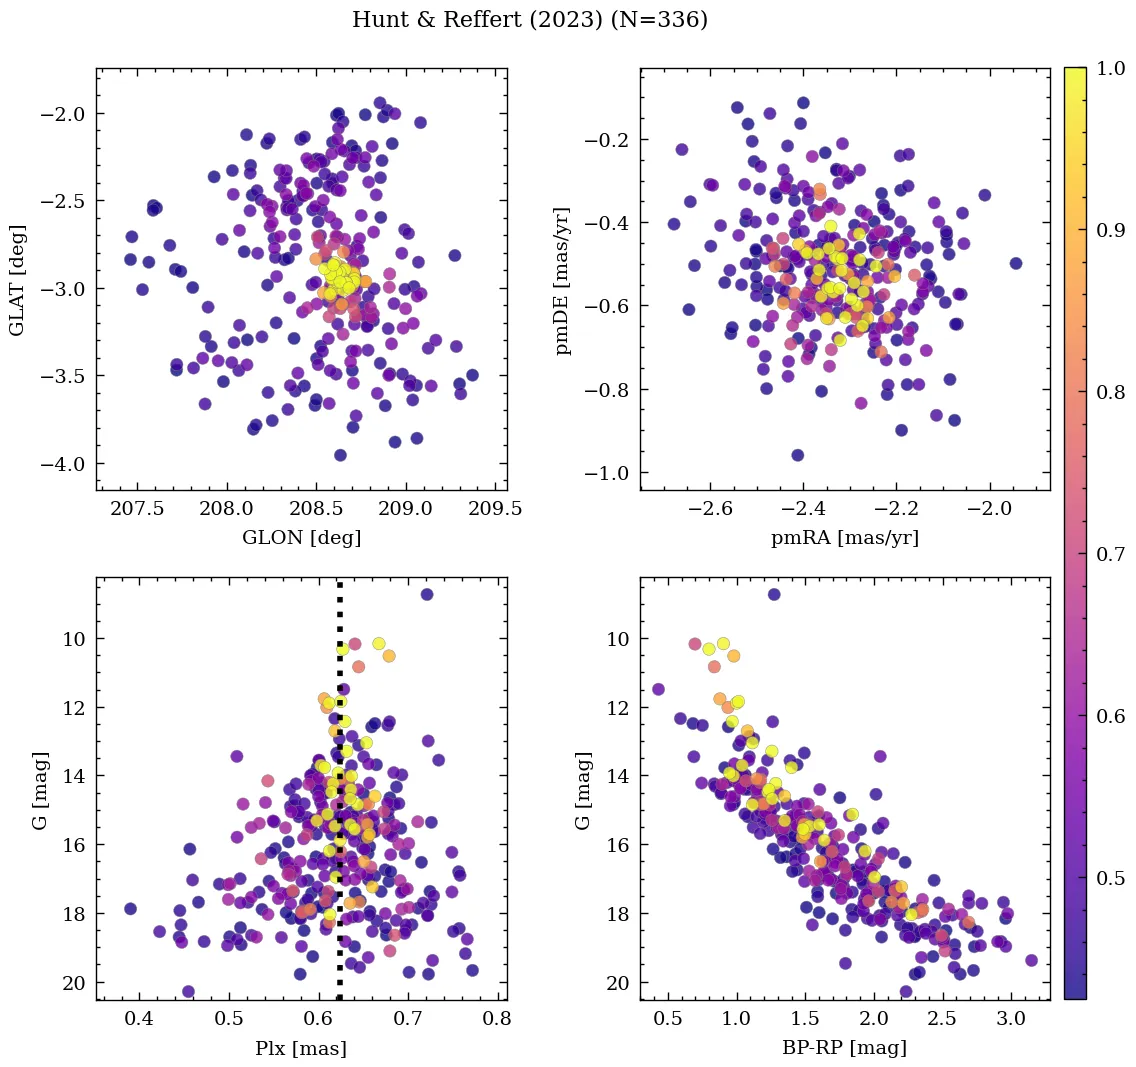 Hunt & Reffert (2023) (N=336)
−2.0
−2.5
−3.0
−3.5
−4.0
GLAT [deg]
207.5 208.0 208.5 209.0 209.5
GLON [deg]
−0.2
−0.4
−0.6
−0.8
−1.0
pmDE [mas/yr]
−2.6 −2.4 −2.2 −2.0
pmRA [mas/yr]
1.0
0.9
0.8
0.7
0.6
0.5
10
12
14
16
18
20
G [mag]
0.4 0.5 0.6 0.7 0.8
Plx [mas]
10
12
14
16
18
20
G [mag]
0.5 1.0 1.5 2.0 2.5 3.0
BP-RP [mag]